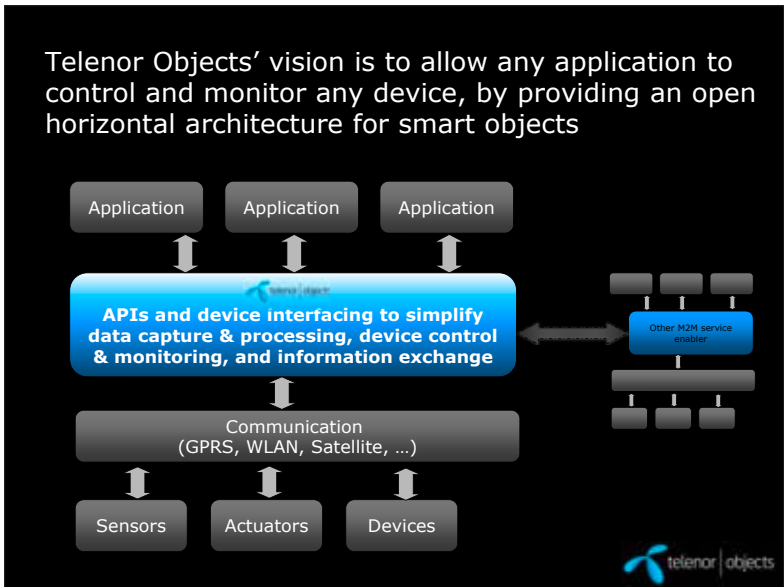 Telenor Objects’ vision is to allow any application to
control and monitor any device, by providing an open
horizontal architecture for smart objects
Application
Application
Application
telenor | objects
APIs and device interfacing to simplify
data capture & processing, device control
& monitoring, and information exchange
Other M2M service
enabler
Communication
(GPRS, WLAN, Satellite, …)
Sensors
Actuators
Devices
telenor | objects